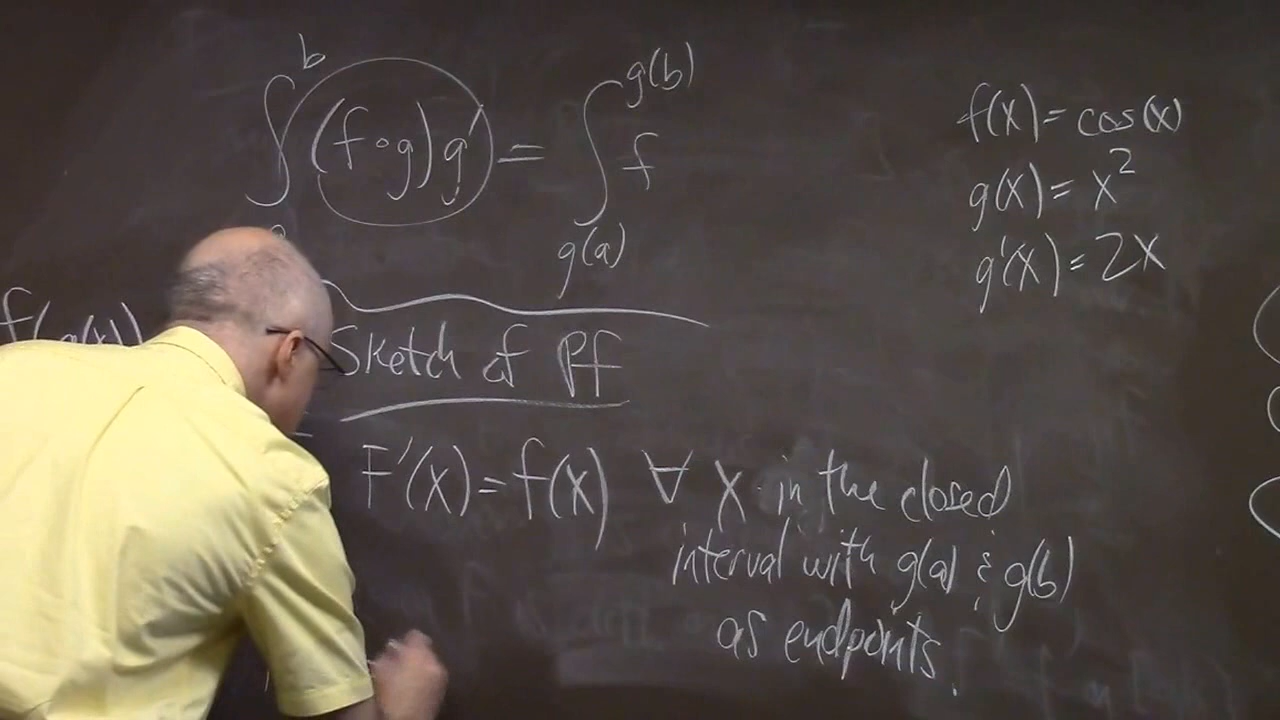 ∫ₐᵇ (f∘g)g' = ∫_{g(a)}^{g(b)} f
f(x) = cos(x)
g(x) = x²
g'(x) = 2x
f(g(x))
Sketch of Pf
F'(x) = f(x) ∀ x in the closed
interval with g(a) & g(b)
as endpoints.